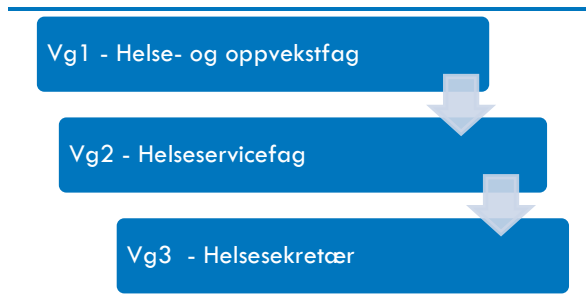 Vg1 - Helse- og oppvekstfag
Vg2 - Helseservicefag
Vg3  - Helsesekretær